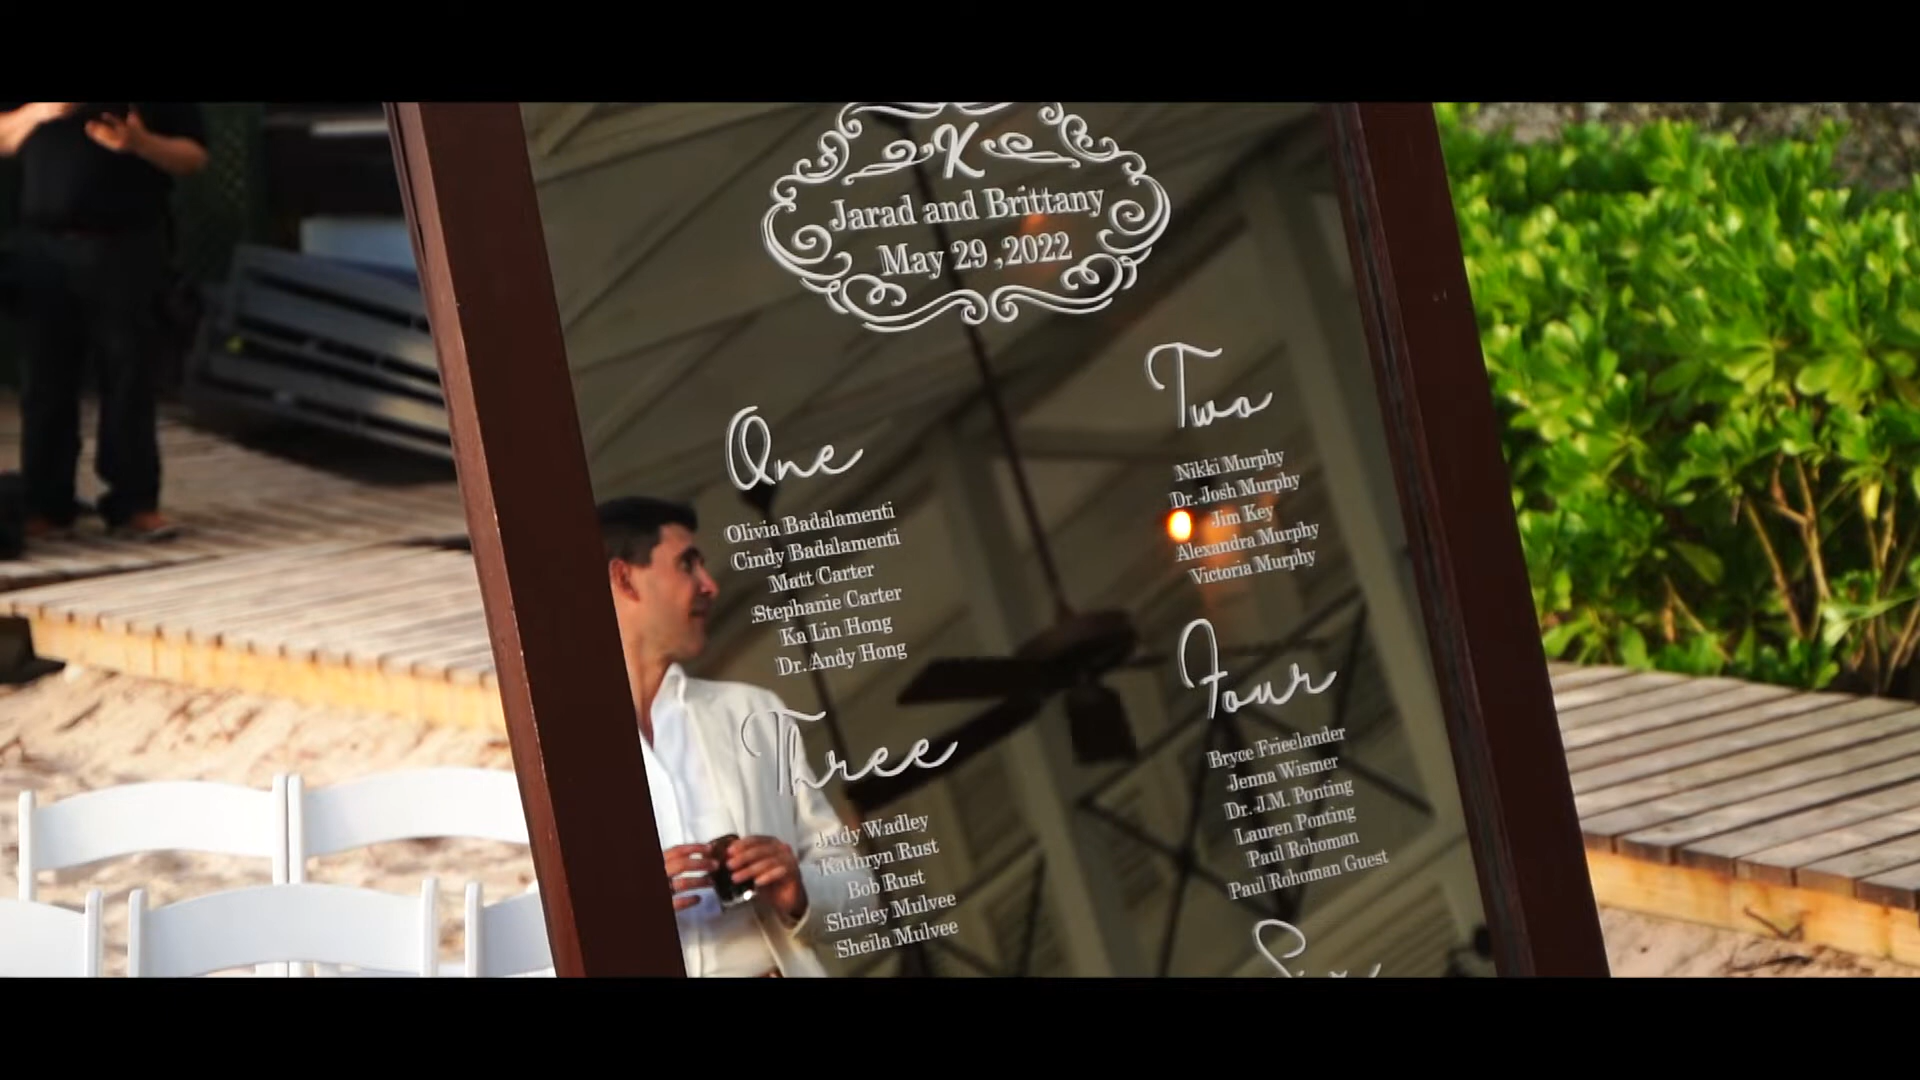 K
Jarad and Brittany
May 29 ,2022
One
Olivia Badalamenti
Cindy Badalamenti
Matt Carter
Stephanie Carter
Ka Lin Hong
Dr. Andy Hong
Two
Nikki Murphy
Dr. Josh Murphy
Jim Key
Alexandra Murphy
Victoria Murphy
Three
Judy Wadley
Kathryn Rust
Bob Rust
Shirley Mulvee
Sheila Mulvee
Four
Bryce Frieelander
Jenna Wismer
Dr. J.M. Ponting
Lauren Ponting
Paul Rohoman
Paul Rohoman Guest
Six